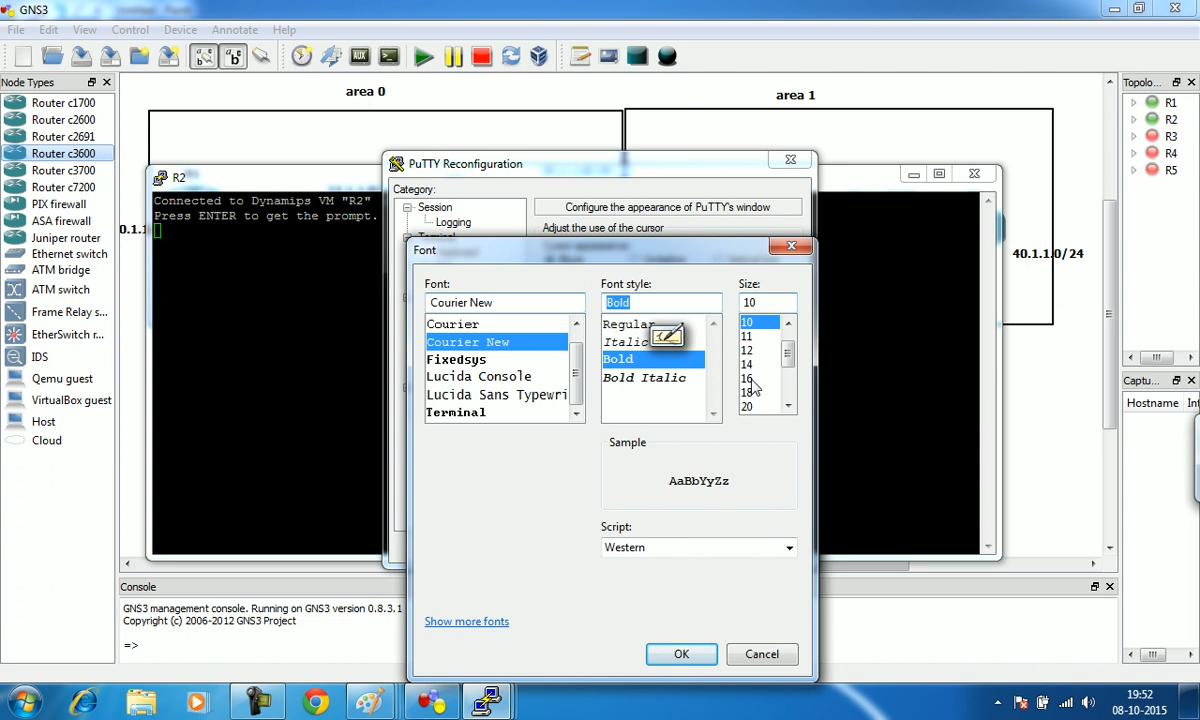 GNS3
File Edit View Control Device Annotate Help
AUX
Node Types
Router c1700
Router c2600
Router c2691
Router c3600
Router c3700
Router c7200
PIX firewall
ASA firewall
Juniper router
Ethernet switch
ATM bridge
ATM switch
Frame Relay s...
EtherSwitch ro...
IDS
Qemu guest
VirtualBox guest
Host
Cloud
area 0
area 1
40.1.1.0/24
R2
Connected to Dynamips VM "R2"
Press ENTER to get the prompt.
PuTTY Reconfiguration
Category:
Session
Logging
Configure the appearance of PuTTY's window
Adjust the use of the cursor
Font
Font:
Courier New
Courier
Courier New
Fixedsys
Lucida Console
Lucida Sans Typewri
Terminal
Font style:
Bold
Regular
Italic
Bold
Bold Italic
Size:
10
10
11
12
14
16
18
20
Sample
AaBbYyZz
Script:
Western
Show more fonts
OK
Cancel
Topolo...
R1
R2
R3
R4
R5
Captu...
Hostname Int
Console
GNS3 management console. Running on GNS3 version 0.8.3.1
Copyright (c) 2006-2012 GNS3 Project
=>
19:52
08-10-2015